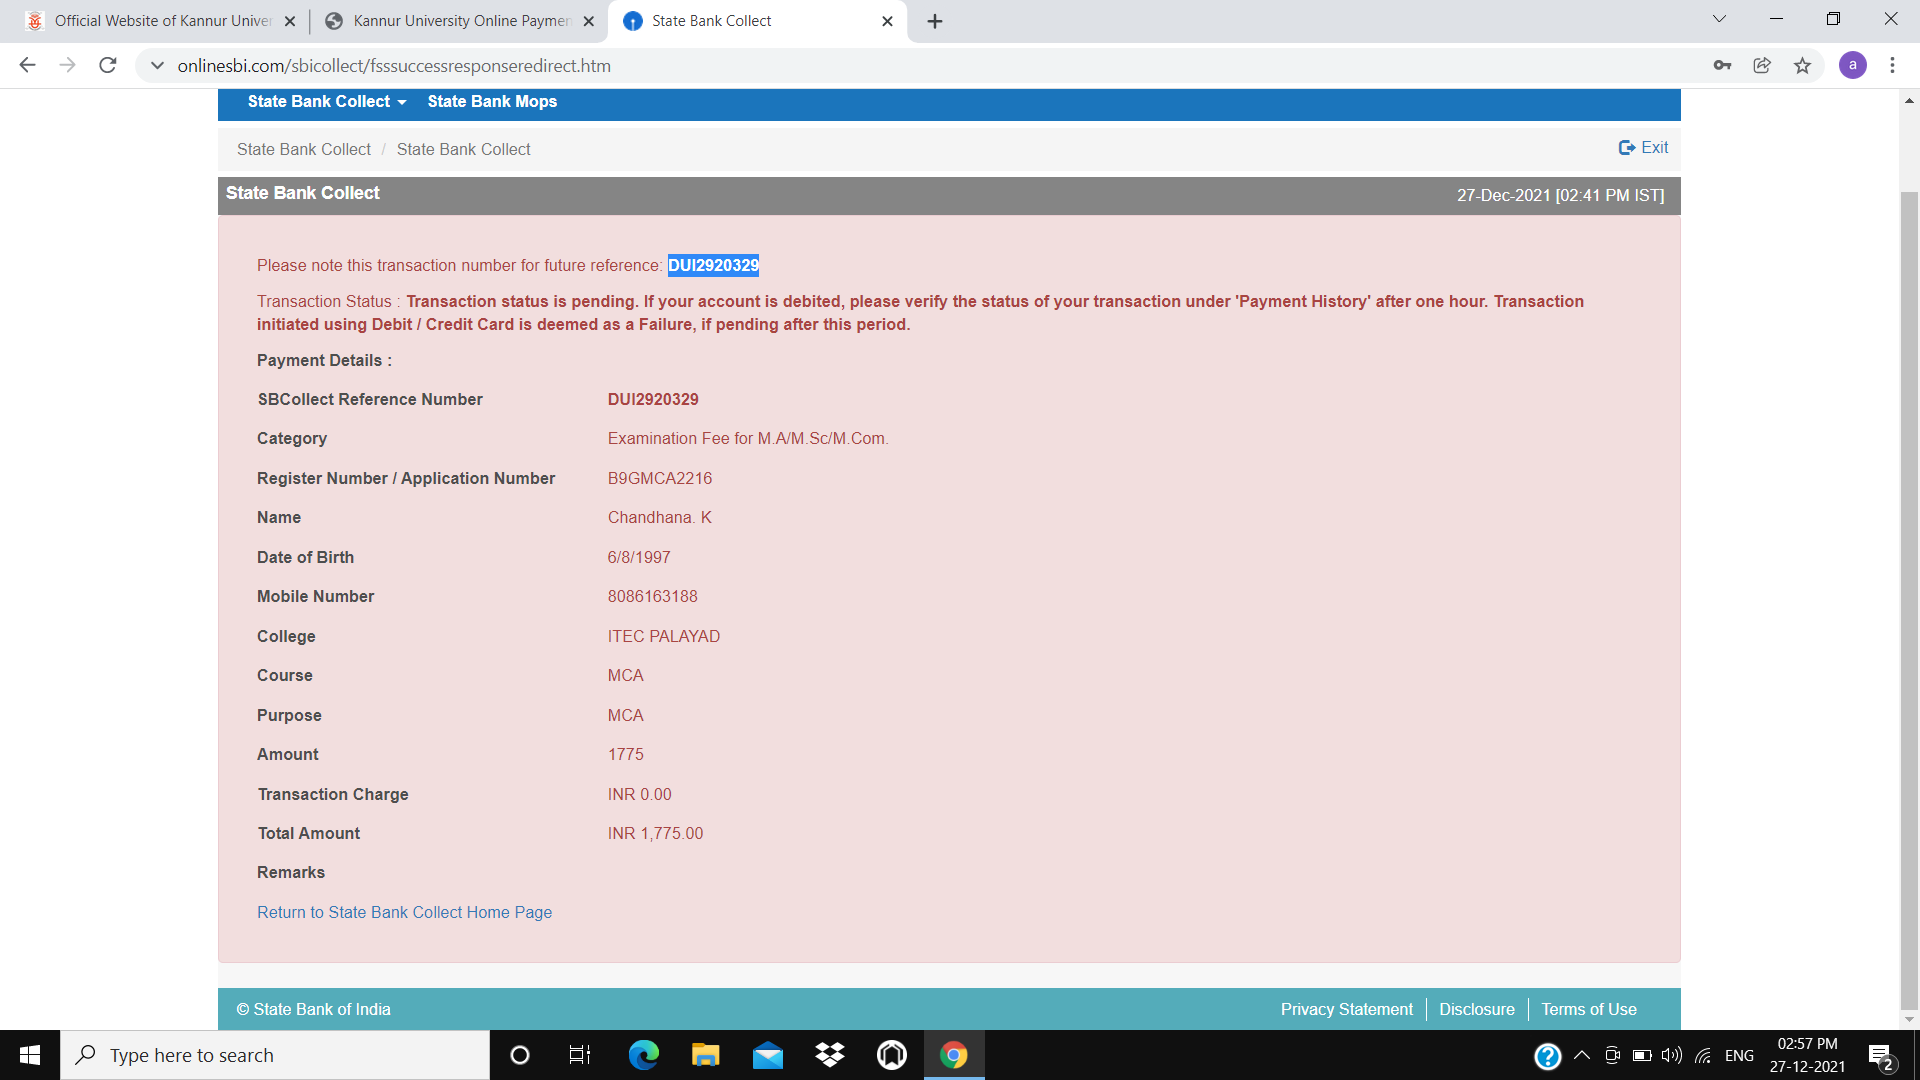 Official Website of Kannur Univer
Kannur University Online Paymen
State Bank Collect
onlinesbi.com/sbicollect/fsssuccessresponseredirect.htm
a
State Bank Collect State Bank Mops
State Bank Collect / State Bank Collect
Exit
State Bank Collect
27-Dec-2021 [02:41 PM IST]
Please note this transaction number for future reference: DUI2920329
Transaction Status : Transaction status is pending. If your account is debited, please verify the status of your transaction under 'Payment History' after one hour. Transaction
initiated using Debit / Credit Card is deemed as a Failure, if pending after this period.
Payment Details :
SBCollect Reference Number DUI2920329
Category Examination Fee for M.A/M.Sc/M.Com.
Register Number / Application Number B9GMCA2216
Name Chandhana. K
Date of Birth 6/8/1997
Mobile Number 8086163188
College ITEC PALAYAD
Course MCA
Purpose MCA
Amount 1775
Transaction Charge INR 0.00
Total Amount INR 1,775.00
Remarks
Return to State Bank Collect Home Page
© State Bank of India
Privacy Statement Disclosure Terms of Use
Type here to search
ENG
02:57 PM
27-12-2021
2